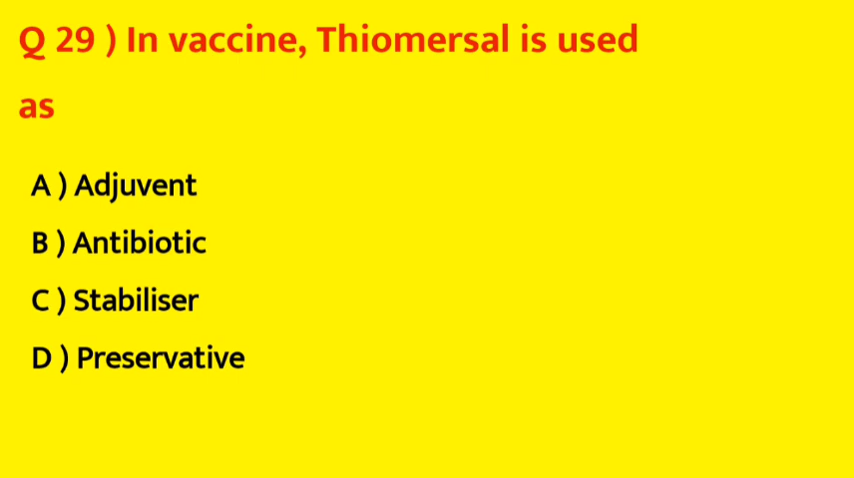 Q 29 ) In vaccine, Thiomersal is used
as
A ) Adjuvent
B ) Antibiotic
C ) Stabiliser
D ) Preservative